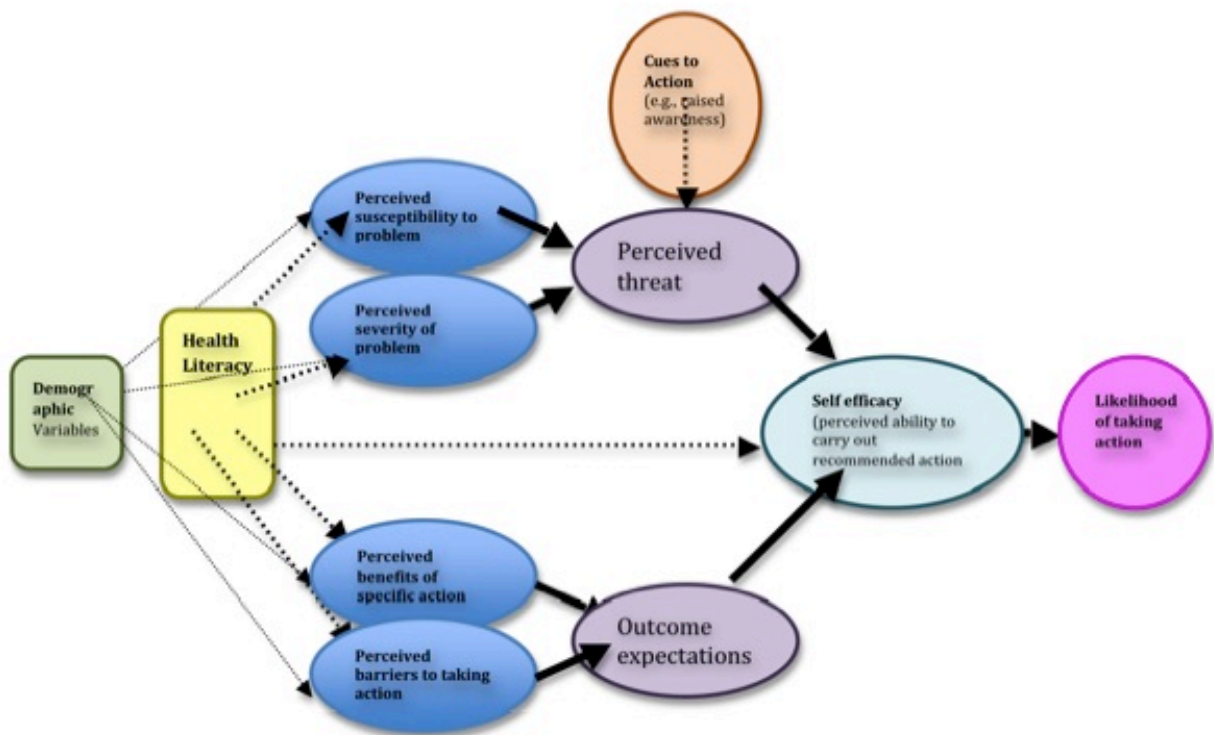 Cues to
Action
(e.g., raised
awareness)
Perceived
susceptibility to
problem
Perceived
threat
Perceived
severity of
problem
Health
Literacy
Demogr
aphic
Variables
Self efficacy
(perceived ability to
carry out
recommended action
Likelihood
of taking
action
Perceived
benefits of
specific action
Outcome
expectations
Perceived
barriers to taking
action